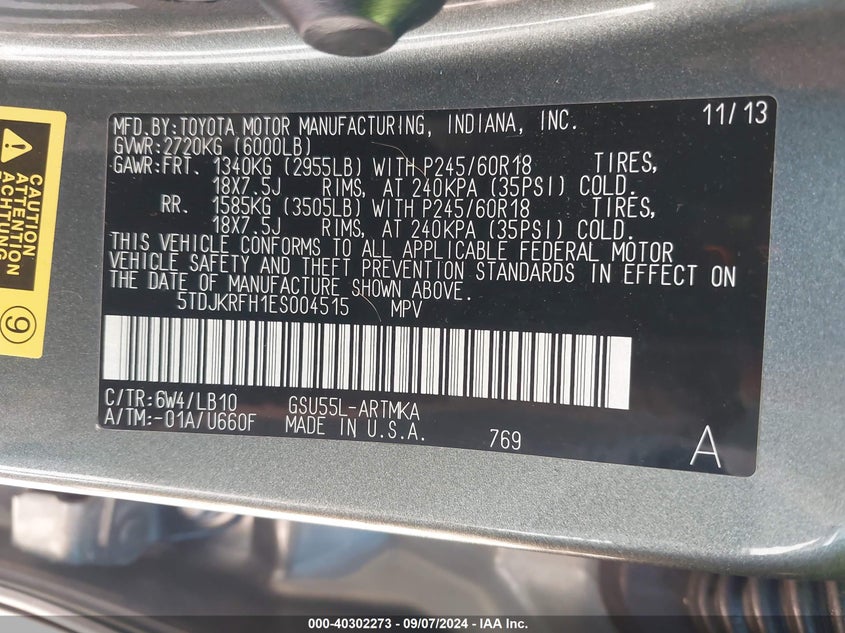 MFD.BY:TOYOTA MOTOR MANUFACTURING, INDIANA, INC. 11/13
GVWR:2720KG (6000LB)
GAWR:FRT. 1340KG (2955LB) WITH P245/60R18 TIRES,
18X7.5J RIMS, AT 240KPA (35PSI) COLD.
RR. 1585KG (3505LB) WITH P245/60R18 TIRES,
18X7.5J RIMS, AT 240KPA (35PSI) COLD.
THIS VEHICLE CONFORMS TO ALL APPLICABLE FEDERAL MOTOR
VEHICLE SAFETY AND THEFT PREVENTION STANDARDS IN EFFECT ON
THE DATE OF MANUFACTURE SHOWN ABOVE.
5TDJKRFH1ES004515 MPV
C/TR:6W4/LB10 GSU55L-ARTMKA
A/TM:-01A/U660F MADE IN U.S.A. 769
A
CAUTION
ATTENTION
ACHTUNG
9
000-40302273 - 09/07/2024 - IAA Inc.